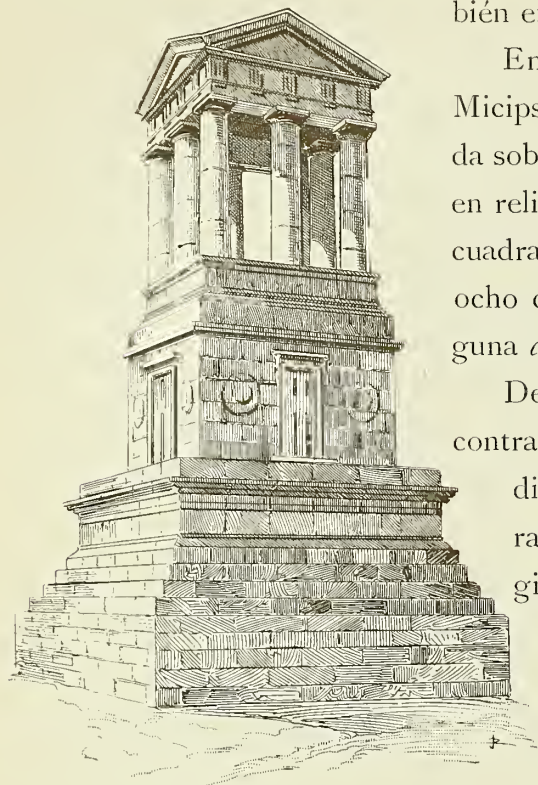 bién e
En
Micips
da sob
en reli
cuadra
ocho c
guna
De
contra
di
ra
gi